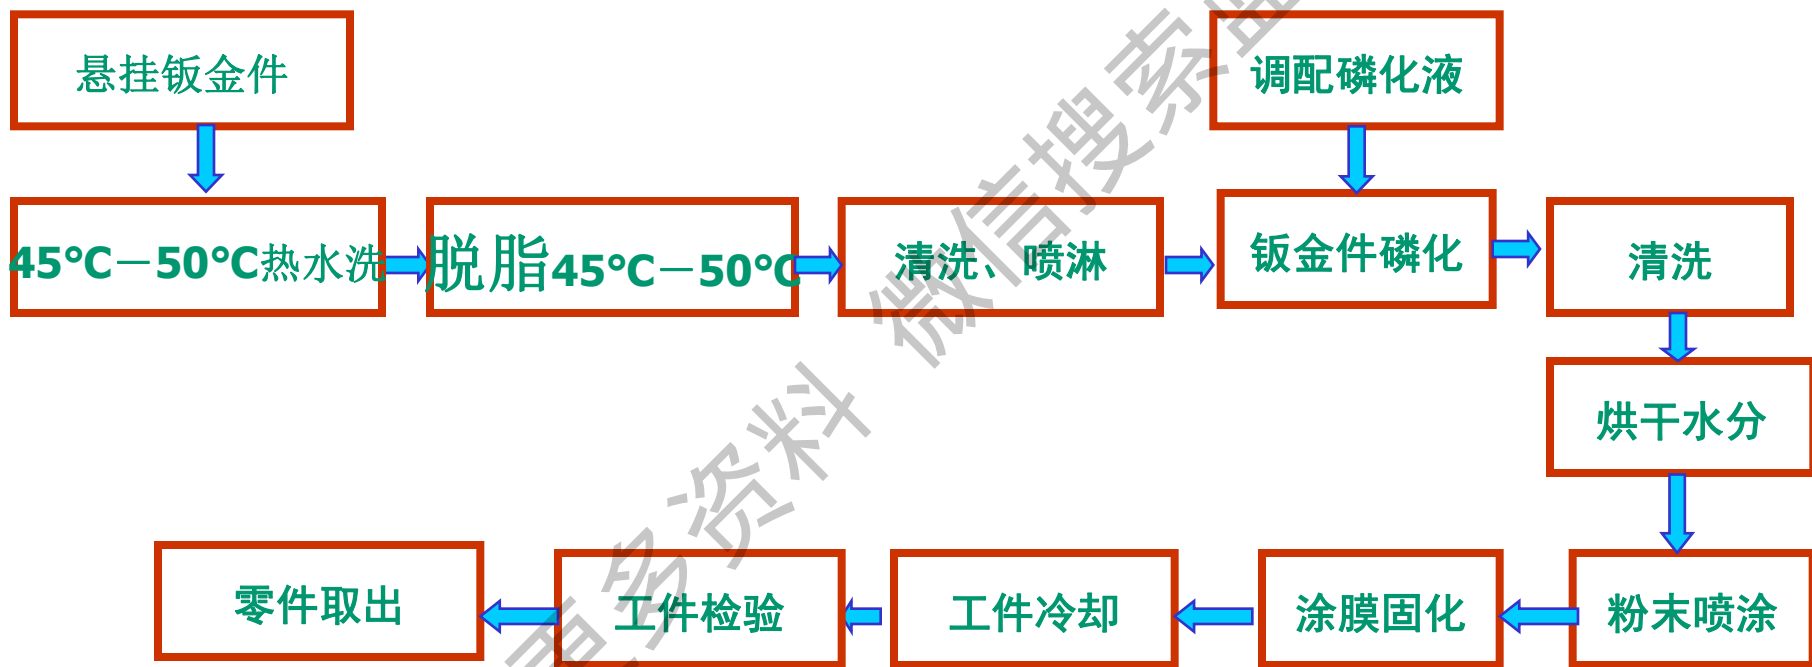 悬挂钣金件
调配磷化液
45℃－50℃热水洗
脱脂45℃－50℃
清洗、喷淋
钣金件磷化
清洗
烘干水分
零件取出
工件检验
工件冷却
涂膜固化
粉末喷涂
更多资料 微信搜索